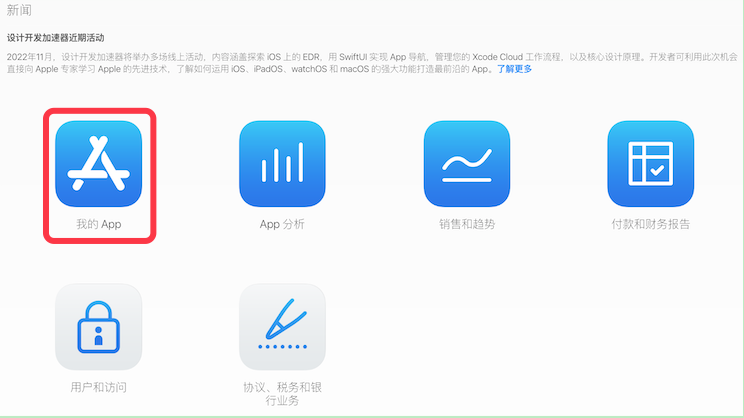 新闻
设计开发加速器近期活动
2022年11月，设计开发加速器将举办多场线上活动，内容涵盖探索 iOS 上的 EDR，用 SwiftUI 实现 App 导航，管理您的 Xcode Cloud 工作流程，以及核心设计原理。开发者可利用此次机会
直接向 Apple 专家学习 Apple 的先进技术，了解如何运用 iOS、iPadOS、watchOS 和 macOS 的强大功能打造最前沿的 App。了解更多
我的 App
App 分析
销售和趋势
付款和财务报告
用户和访问
协议、税务和银
行业务